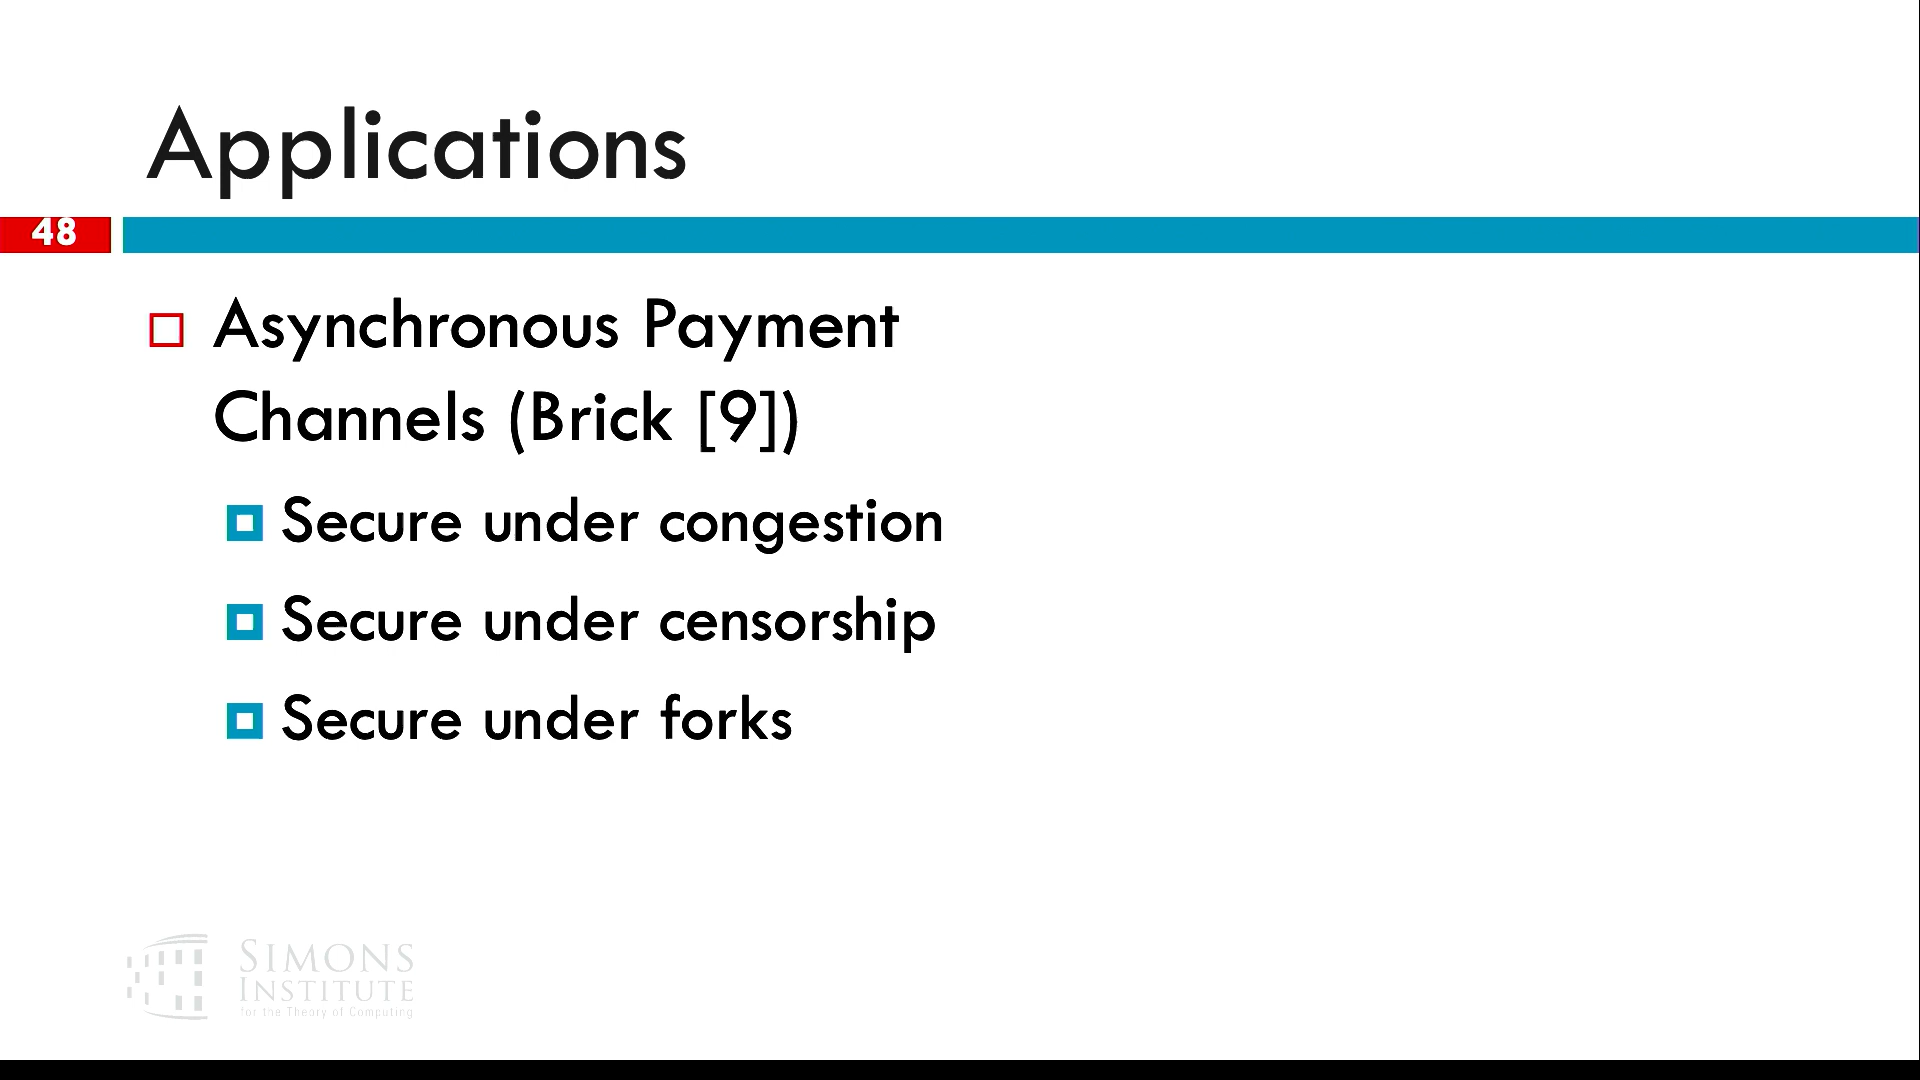 Applications
48
Asynchronous Payment
Channels (Brick [9])
Secure under congestion
Secure under censorship
Secure under forks
SIMONS
INSTITUTE
for the Theory of Computing